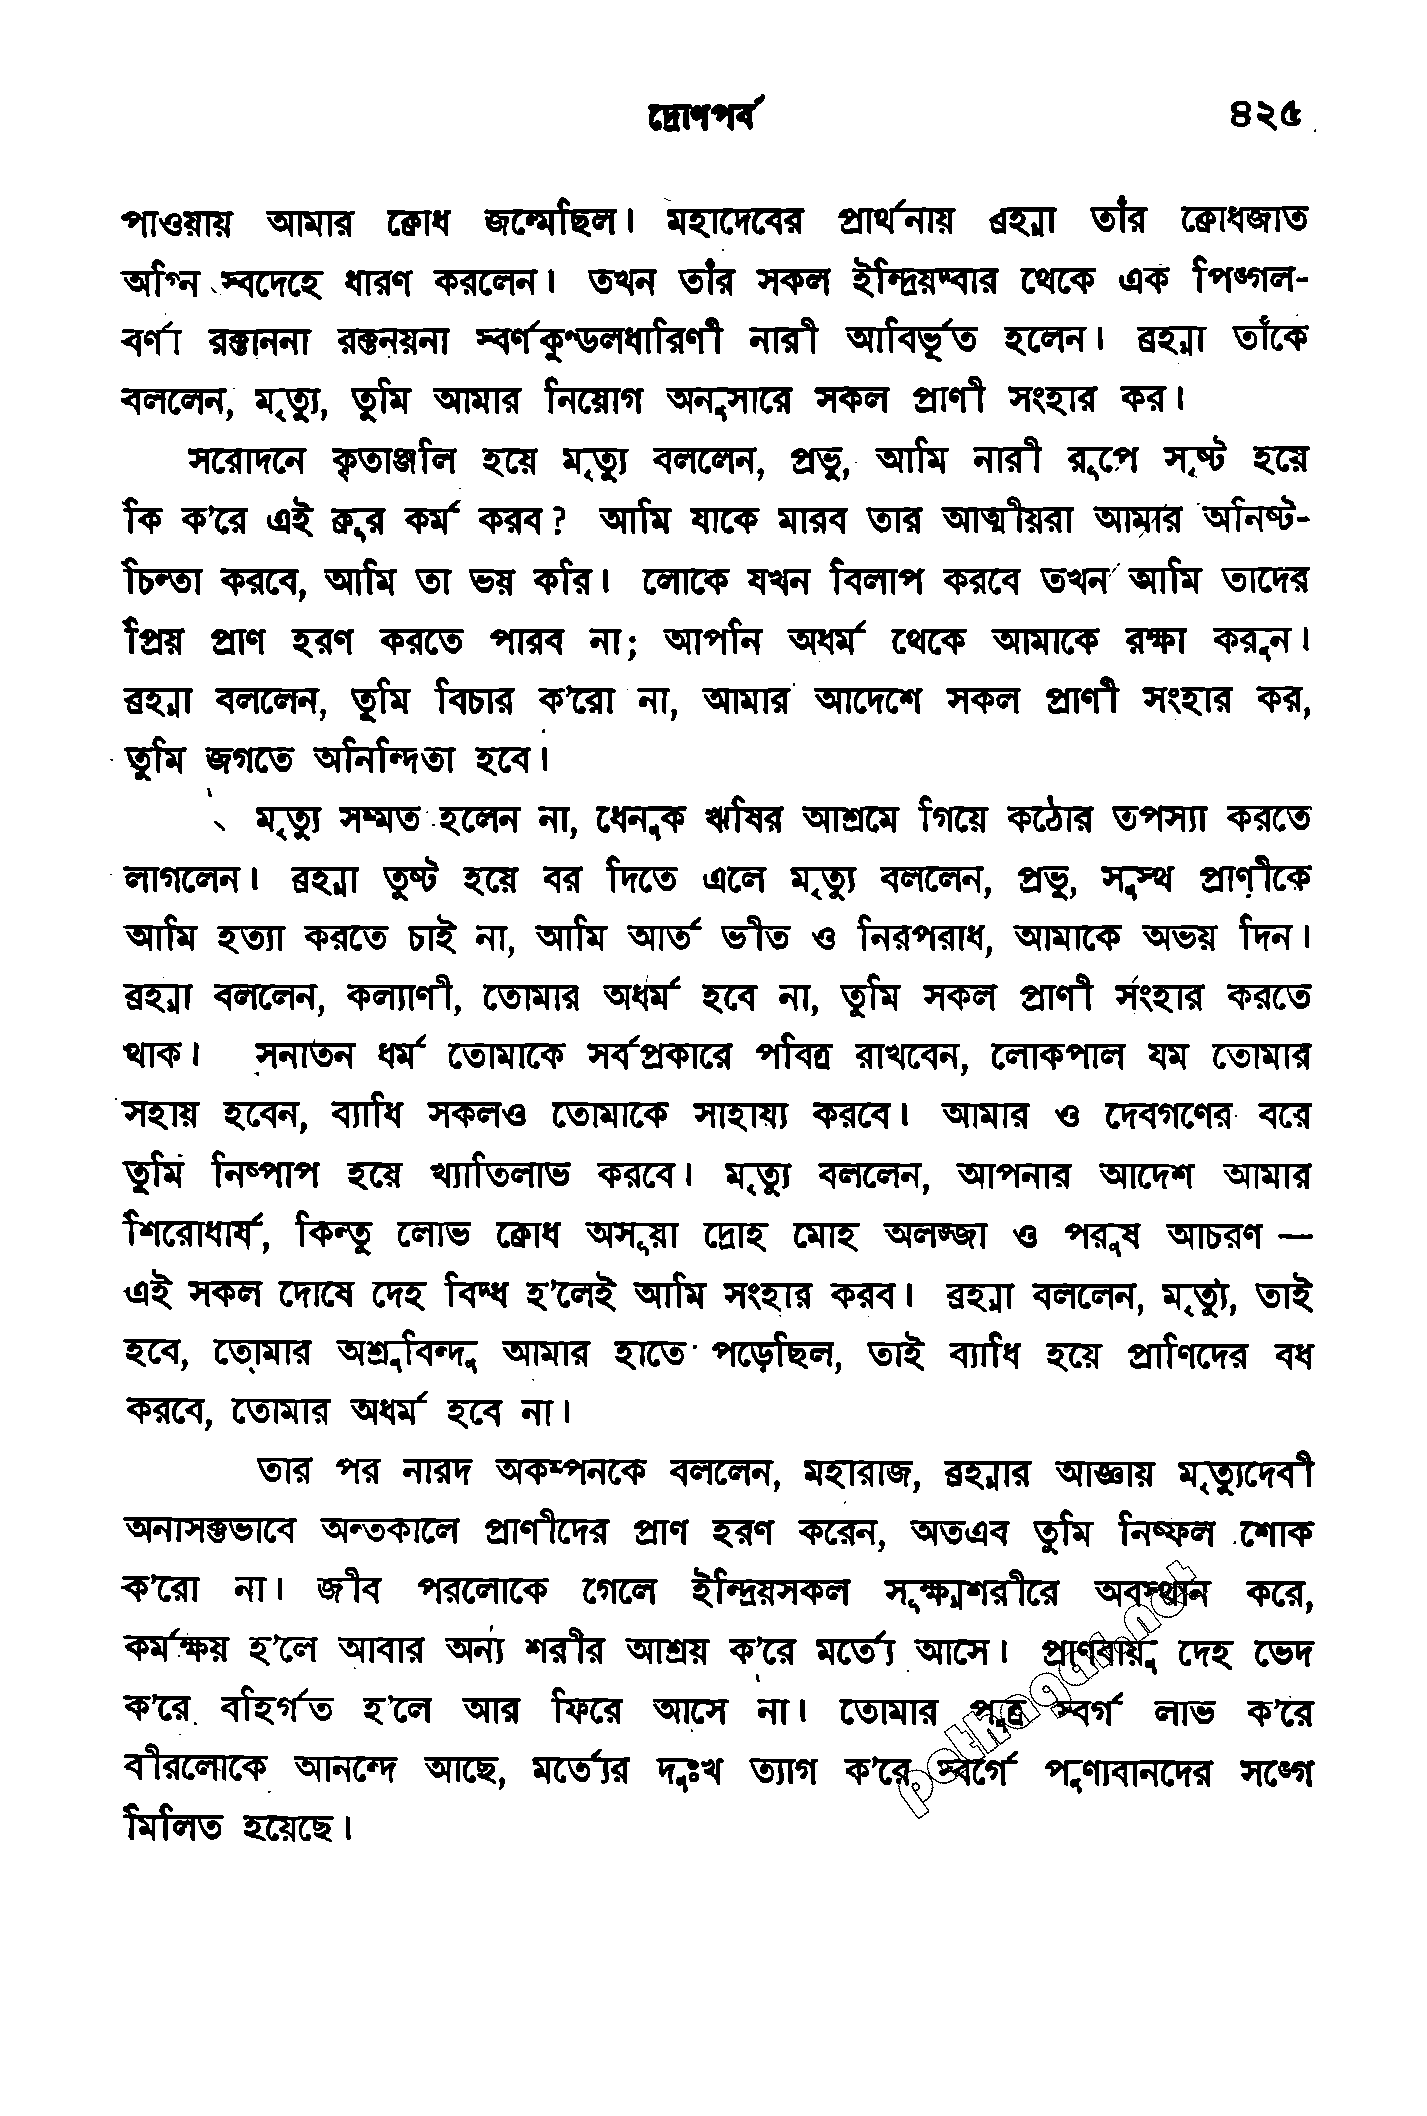 দ্রোণপর্ব ৪২৫
পাওয়ায় আমার ক্রোধ জন্মেছিল। মহাদেবের প্রার্থনায় ব্রহ্মা তাঁর ক্রোধজাত
অগ্নি স্বদেহে ধারণ করলেন। তখন তাঁর সকল ইন্দ্রিয়দ্বার থেকে এক পিঙ্গল-
বর্ণা রক্তাননা রক্তনয়না স্বর্ণকুণ্ডলধারিণী নারী আবির্ভূত হলেন। ব্রহ্মা তাঁকে
বললেন, মৃত্যু, তুমি আমার নিয়োগ অনুসারে সকল প্রাণী সংহার কর।
সরোদনে কৃতাঞ্জলি হয়ে মৃত্যু বললেন, প্রভু, আমি নারী রূপে সৃষ্ট হয়ে
কি ক'রে এই ক্রূর কর্ম করব? আমি যাকে মারব তার আত্মীয়রা আমার অনিষ্ট-
চিন্তা করবে, আমি তা ভয় করি। লোকে যখন বিলাপ করবে তখন আমি তাদের
প্রিয় প্রাণ হরণ করতে পারব না; আপনি অধর্ম থেকে আমাকে রক্ষা করুন।
ব্রহ্মা বললেন, তুমি বিচার ক'রো না, আমার আদেশে সকল প্রাণী সংহার কর,
তুমি জগতে অনিন্দিতা হবে।
মৃত্যু সম্মত হলেন না, ধেনুক ঋষির আশ্রমে গিয়ে কঠোর তপস্যা করতে
লাগলেন। ব্রহ্মা তুষ্ট হয়ে বর দিতে এলে মৃত্যু বললেন, প্রভু, সুস্থ প্রাণীকে
আমি হত্যা করতে চাই না, আমি আর্ত ভীত ও নিরপরাধ, আমাকে অভয় দিন।
ব্রহ্মা বললেন, কল্যাণী, তোমার অধর্ম হবে না, তুমি সকল প্রাণী সংহার করতে
থাক। সনাতন ধর্ম তোমাকে সর্বপ্রকারে পবিত্র রাখবেন, লোকপাল যম তোমার
সহায় হবেন, ব্যাধি সকলও তোমাকে সাহায্য করবে। আমার ও দেবগণের বরে
তুমি নিষ্পাপ হয়ে খ্যাতিলাভ করবে। মৃত্যু বললেন, আপনার আদেশ আমার
শিরোধার্য, কিন্তু লোভ ক্রোধ অসূয়া দ্রোহ মোহ অলজ্জা ও পরুষ আচরণ —
এই সকল দোষে দেহ বিদ্ধ হ'লেই আমি সংহার করব। ব্রহ্মা বললেন, মৃত্যু, তাই
হবে, তোমার অশ্রুবিন্দু আমার হাতে পড়েছিল, তাই ব্যাধি হয়ে প্রাণিদের বধ
করবে, তোমার অধর্ম হবে না।
তার পর নারদ অকম্পনকে বললেন, মহারাজ, ব্রহ্মার আজ্ঞায় মৃত্যুদেবী
অনাসক্তভাবে অন্তকালে প্রাণীদের প্রাণ হরণ করেন, অতএব তুমি নিষ্ফল শোক
ক'রো না। জীব পরলোকে গেলে ইন্দ্রিয়সকল সূক্ষ্মশরীরে অবস্থান করে,
কর্মক্ষয় হ'লে আবার অন্য শরীর আশ্রয় ক'রে মর্ত্যে আসে। প্রাণবায়ু দেহ ভেদ
ক'রে বহির্গত হ'লে আর ফিরে আসে না। তোমার পুত্র স্বর্গ লাভ ক'রে
বীরলোকে আনন্দে আছে, মর্ত্যের দুঃখ ত্যাগ ক'রে স্বর্গে পুণ্যবানদের সঙ্গে
মিলিত হয়েছে।
pathagar.net